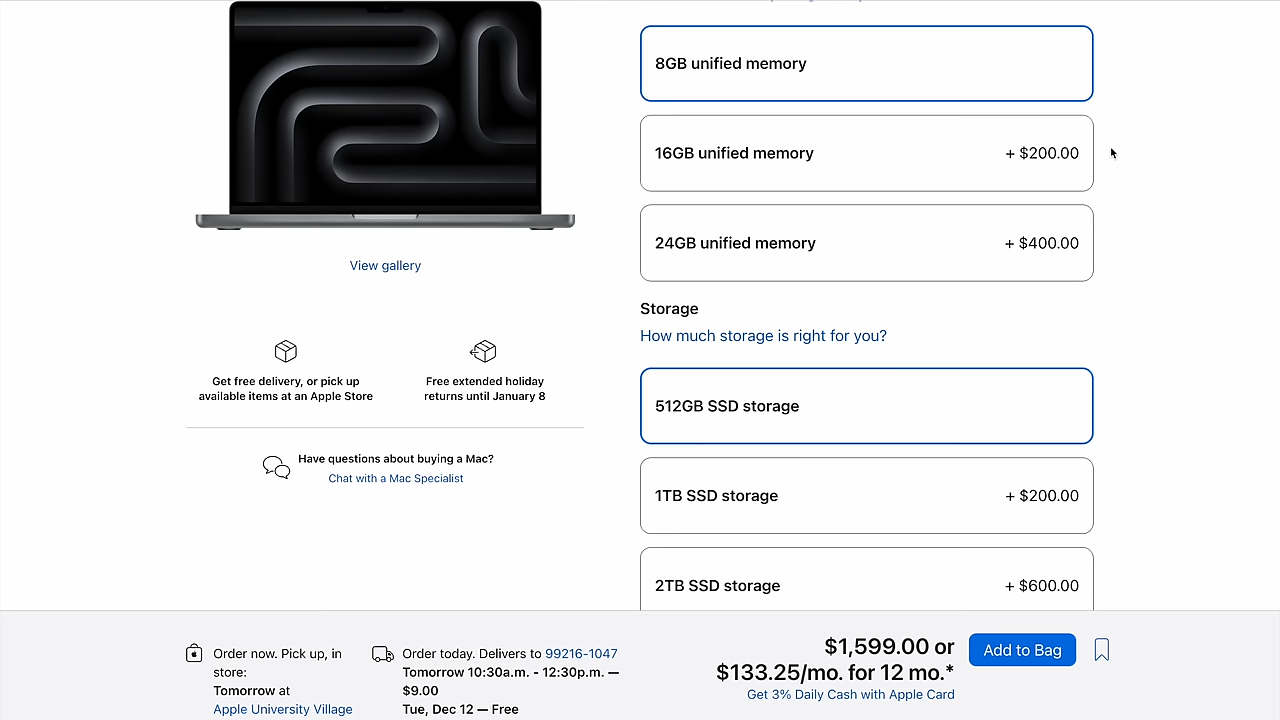 8GB unified memory
16GB unified memory + $200.00
24GB unified memory + $400.00
View gallery
Storage
How much storage is right for you?
Get free delivery, or pick up
available items at an Apple Store
Free extended holiday
returns until January 8
512GB SSD storage
Have questions about buying a Mac?
Chat with a Mac Specialist
1TB SSD storage + $200.00
2TB SSD storage + $600.00
Order now. Pick up, in
store:
Tomorrow at
Apple University Village
Order today. Delivers to 99216-1047
Tomorrow 10:30a.m. - 12:30p.m. —
$9.00
Tue, Dec 12 — Free
$1,599.00 or
$133.25/mo. for 12 mo.*
Get 3% Daily Cash with Apple Card
Add to Bag